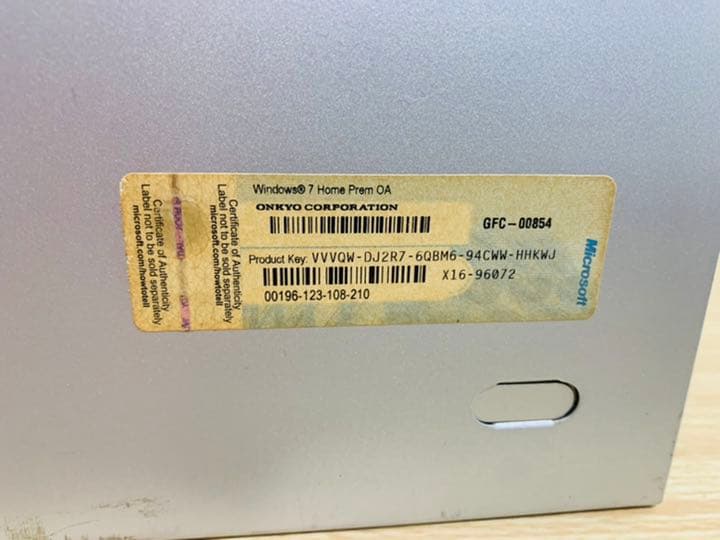 Windows® 7 Home Prem OA
ONKYO CORPORATION
GFC-00854
Product Key: VVVQW-DJ2R7-6QBM6-94CWW-HHKWJ
X16-96072
00196-123-108-210
Microsoft
Certificate of Authenticity
Label not to be sold separately
microsoft.com/howtotell
Certificate of Authenticity
Label not to be sold separately
microsoft.com/howtotell